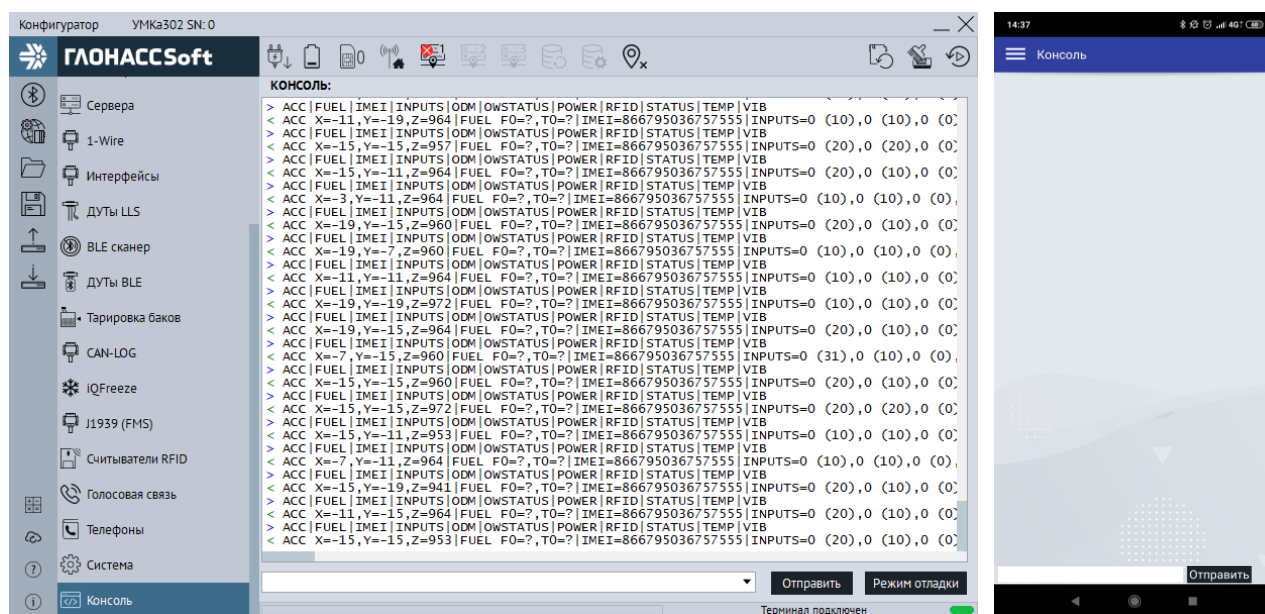 Конфигуратор УМКа302 SN: 0
ГЛОНАССSoft
Сервера
1-Wire
Интерфейсы
ДУТы LLS
BLE сканер
ДУТы BLE
Тарировка баков
CAN-LOG
iQFreeze
J1939 (FMS)
Считыватели RFID
Голосовая связь
Телефоны
Система
Консоль
0
1
2
3
КОНСОЛЬ:
> ACC|FUEL|IMEI|INPUTS|ODM|OWSTATUS|POWER|RFID|STATUS|TEMP|VIB
< ACC X=-11,Y=-19,Z=964|FUEL F0=?,T0=?|IMEI=866795036757555|INPUTS=0 (10),0 (10),0 (0)
> ACC|FUEL|IMEI|INPUTS|ODM|OWSTATUS|POWER|RFID|STATUS|TEMP|VIB
< ACC X=-15,Y=-15,Z=957|FUEL F0=?,T0=?|IMEI=866795036757555|INPUTS=0 (20),0 (20),0 (0)
> ACC|FUEL|IMEI|INPUTS|ODM|OWSTATUS|POWER|RFID|STATUS|TEMP|VIB
< ACC X=-15,Y=-11,Z=964|FUEL F0=?,T0=?|IMEI=866795036757555|INPUTS=0 (20),0 (10),0 (0)
> ACC|FUEL|IMEI|INPUTS|ODM|OWSTATUS|POWER|RFID|STATUS|TEMP|VIB
< ACC X=-3,Y=-11,Z=964|FUEL F0=?,T0=?|IMEI=866795036757555|INPUTS=0 (10),0 (10),0 (0),
> ACC|FUEL|IMEI|INPUTS|ODM|OWSTATUS|POWER|RFID|STATUS|TEMP|VIB
< ACC X=-19,Y=-15,Z=960|FUEL F0=?,T0=?|IMEI=866795036757555|INPUTS=0 (20),0 (10),0 (0)
> ACC|FUEL|IMEI|INPUTS|ODM|OWSTATUS|POWER|RFID|STATUS|TEMP|VIB
< ACC X=-19,Y=-7,Z=960|FUEL F0=?,T0=?|IMEI=866795036757555|INPUTS=0 (10),0 (10),0 (0),
> ACC|FUEL|IMEI|INPUTS|ODM|OWSTATUS|POWER|RFID|STATUS|TEMP|VIB
< ACC X=-11,Y=-11,Z=964|FUEL F0=?,T0=?|IMEI=866795036757555|INPUTS=0 (10),0 (10),0 (0)
> ACC|FUEL|IMEI|INPUTS|ODM|OWSTATUS|POWER|RFID|STATUS|TEMP|VIB
< ACC X=-19,Y=-19,Z=972|FUEL F0=?,T0=?|IMEI=866795036757555|INPUTS=0 (10),0 (10),0 (0)
> ACC|FUEL|IMEI|INPUTS|ODM|OWSTATUS|POWER|RFID|STATUS|TEMP|VIB
< ACC X=-19,Y=-15,Z=964|FUEL F0=?,T0=?|IMEI=866795036757555|INPUTS=0 (20),0 (10),0 (0)
> ACC|FUEL|IMEI|INPUTS|ODM|OWSTATUS|POWER|RFID|STATUS|TEMP|VIB
< ACC X=-7,Y=-15,Z=960|FUEL F0=?,T0=?|IMEI=866795036757555|INPUTS=0 (31),0 (10),0 (0),
> ACC|FUEL|IMEI|INPUTS|ODM|OWSTATUS|POWER|RFID|STATUS|TEMP|VIB
< ACC X=-15,Y=-15,Z=960|FUEL F0=?,T0=?|IMEI=866795036757555|INPUTS=0 (20),0 (10),0 (0)
> ACC|FUEL|IMEI|INPUTS|ODM|OWSTATUS|POWER|RFID|STATUS|TEMP|VIB
< ACC X=-15,Y=-15,Z=972|FUEL F0=?,T0=?|IMEI=866795036757555|INPUTS=0 (20),0 (20),0 (0)
> ACC|FUEL|IMEI|INPUTS|ODM|OWSTATUS|POWER|RFID|STATUS|TEMP|VIB
< ACC X=-15,Y=-11,Z=953|FUEL F0=?,T0=?|IMEI=866795036757555|INPUTS=0 (10),0 (10),0 (0)
> ACC|FUEL|IMEI|INPUTS|ODM|OWSTATUS|POWER|RFID|STATUS|TEMP|VIB
< ACC X=-7,Y=-11,Z=964|FUEL F0=?,T0=?|IMEI=866795036757555|INPUTS=0 (10),0 (10),0 (0),
> ACC|FUEL|IMEI|INPUTS|ODM|OWSTATUS|POWER|RFID|STATUS|TEMP|VIB
< ACC X=-15,Y=-19,Z=941|FUEL F0=?,T0=?|IMEI=866795036757555|INPUTS=0 (20),0 (10),0 (0)
> ACC|FUEL|IMEI|INPUTS|ODM|OWSTATUS|POWER|RFID|STATUS|TEMP|VIB
< ACC X=-11,Y=-15,Z=964|FUEL F0=?,T0=?|IMEI=866795036757555|INPUTS=0 (20),0 (10),0 (0)
> ACC|FUEL|IMEI|INPUTS|ODM|OWSTATUS|POWER|RFID|STATUS|TEMP|VIB
< ACC X=-15,Y=-15,Z=953|FUEL F0=?,T0=?|IMEI=866795036757555|INPUTS=0 (20),0 (10),0 (0)
Отправить
Режим отладки
Терминал подключен
14:37
4G
Консоль
Отправить